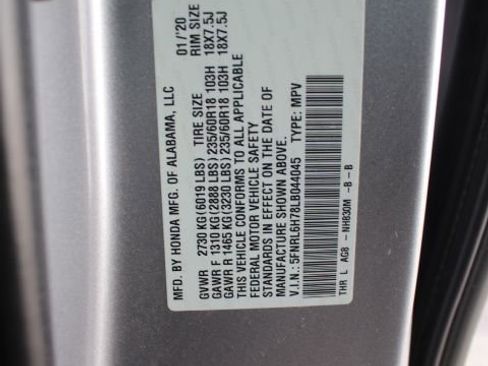 MFD. BY HONDA MFG. OF ALABAMA, LLC 01/'20
TIRE SIZE RIM SIZE
GVWR 2730 KG(6019 LBS)
GAWR F 1310 KG(2888 LBS) 235/60R18 103H 18X7.5J
GAWR R 1465 KG(3230 LBS) 235/60R18 103H 18X7.5J
THIS VEHICLE CONFORMS TO ALL APPLICABLE
FEDERAL MOTOR VEHICLE SAFETY
STANDARDS IN EFFECT ON THE DATE OF
MANUFACTURE SHOWN ABOVE.
V.I.N.: 5FNRL6H78LB044045 TYPE: MPV
THR L AG8 - NH830M -B-B